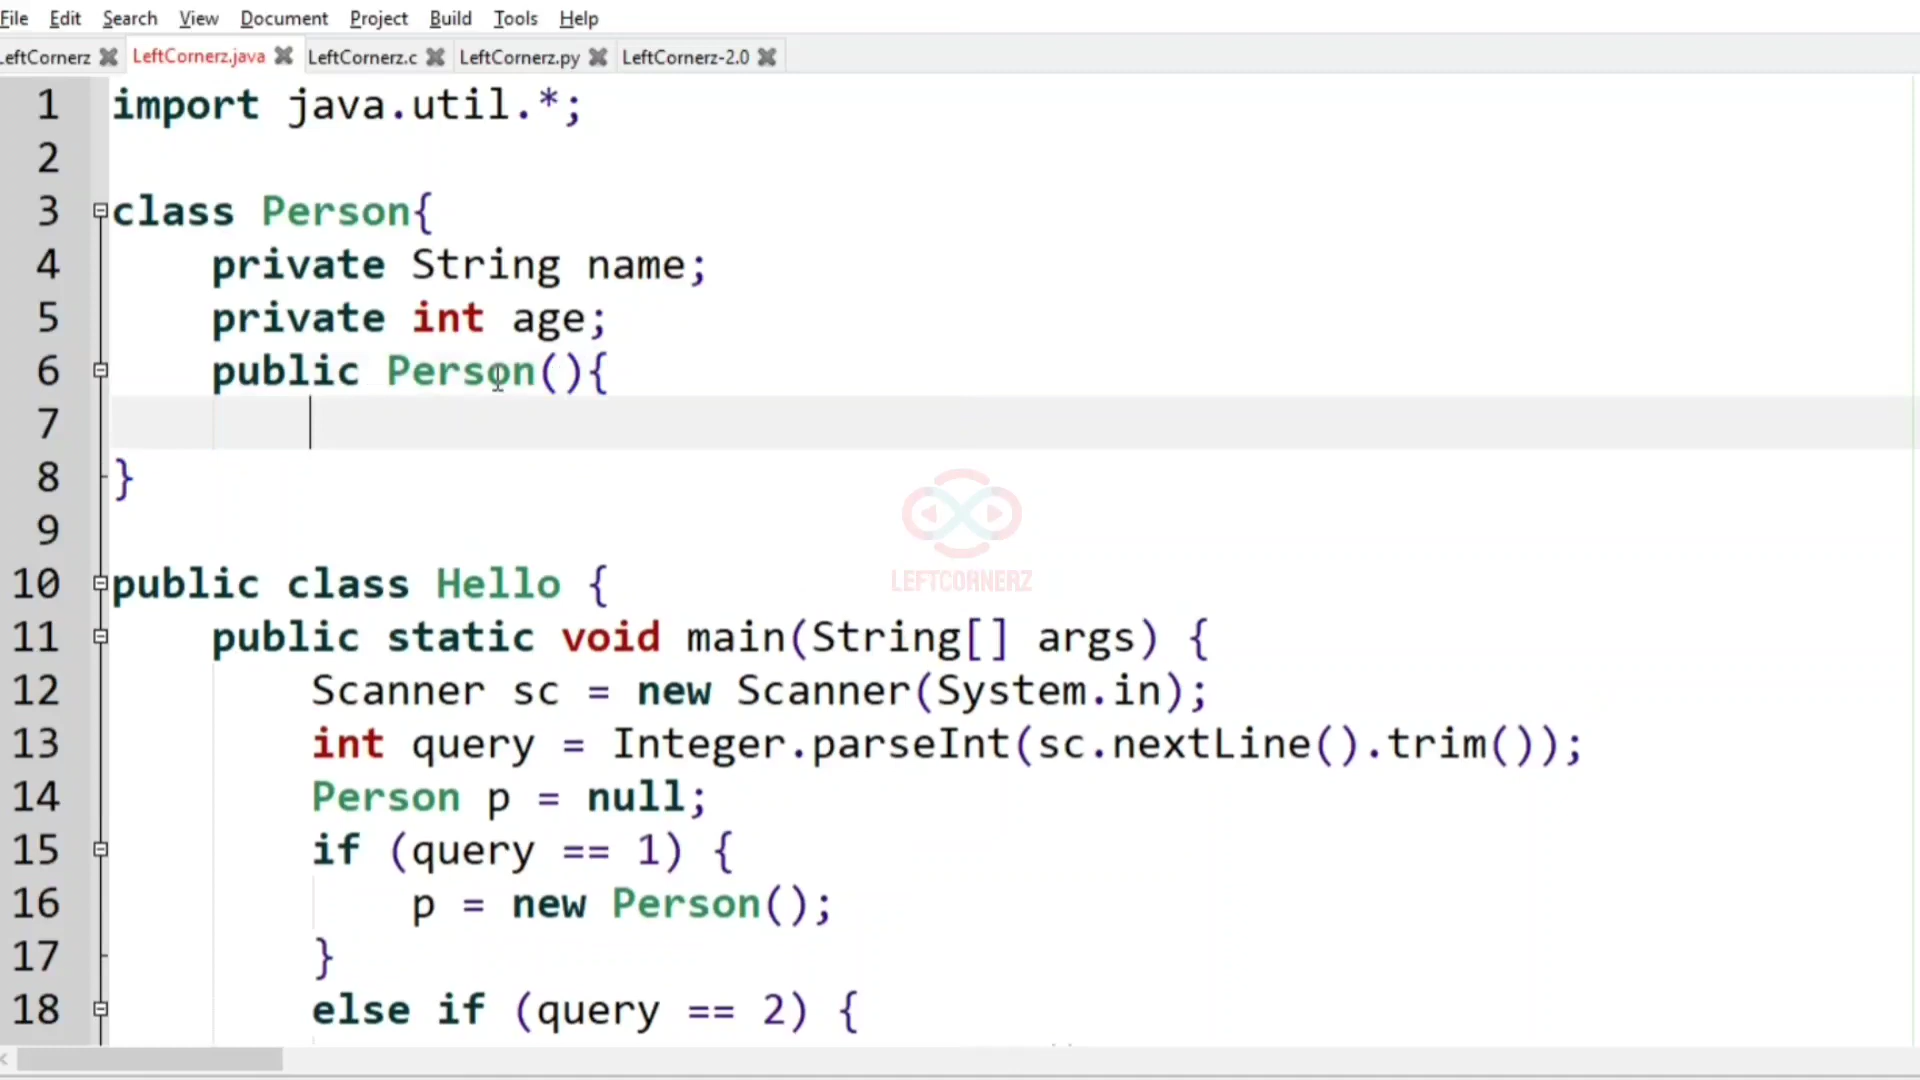 File Edit Search View Document Project Build Tools Help
LeftCornerz LeftCornerz.java LeftCornerz.c LeftCornerz.py LeftCornerz-2.0
1 import java.util.*;
2
3 class Person{
4 private String name;
5 private int age;
6 public Person(){
7
8 }
9
10 public class Hello {
11 public static void main(String[] args) {
12 Scanner sc = new Scanner(System.in);
13 int query = Integer.parseInt(sc.nextLine().trim());
14 Person p = null;
15 if (query == 1) {
16 p = new Person();
17 }
18 else if (query == 2) {
LEFTCORNERZ